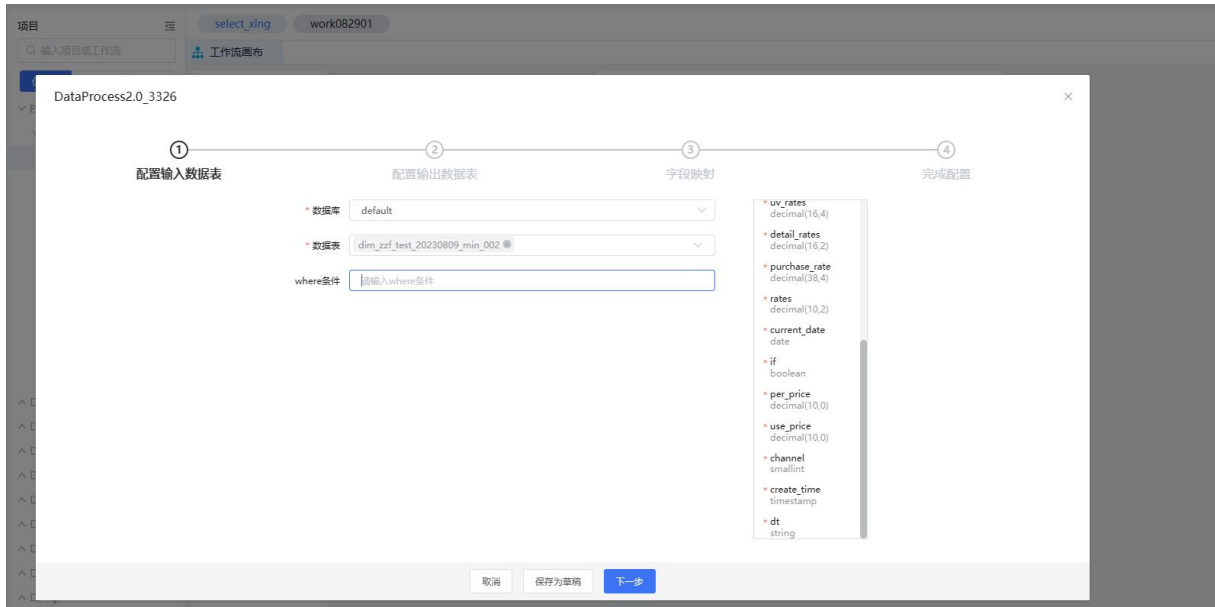 项目
select_xing
work082901
输入项目或工作流
工作流画布
DataProcess2.0_3326
1
2
3
4
配置输入数据表
配置输出数据表
字段映射
完成配置
* 数据库
default
* 数据表
dim_zzf_test_20230809_min_002
where条件
请输入where条件
* uv_rates
decimal(16,4)
* detail_rates
decimal(16,2)
* purchase_rate
decimal(38,4)
* rates
decimal(10,2)
* current_date
date
* if
boolean
* per_price
decimal(10,0)
* use_price
decimal(10,0)
* channel
smallint
* create_time
timestamp
* dt
string
取消
保存为草稿
下一步